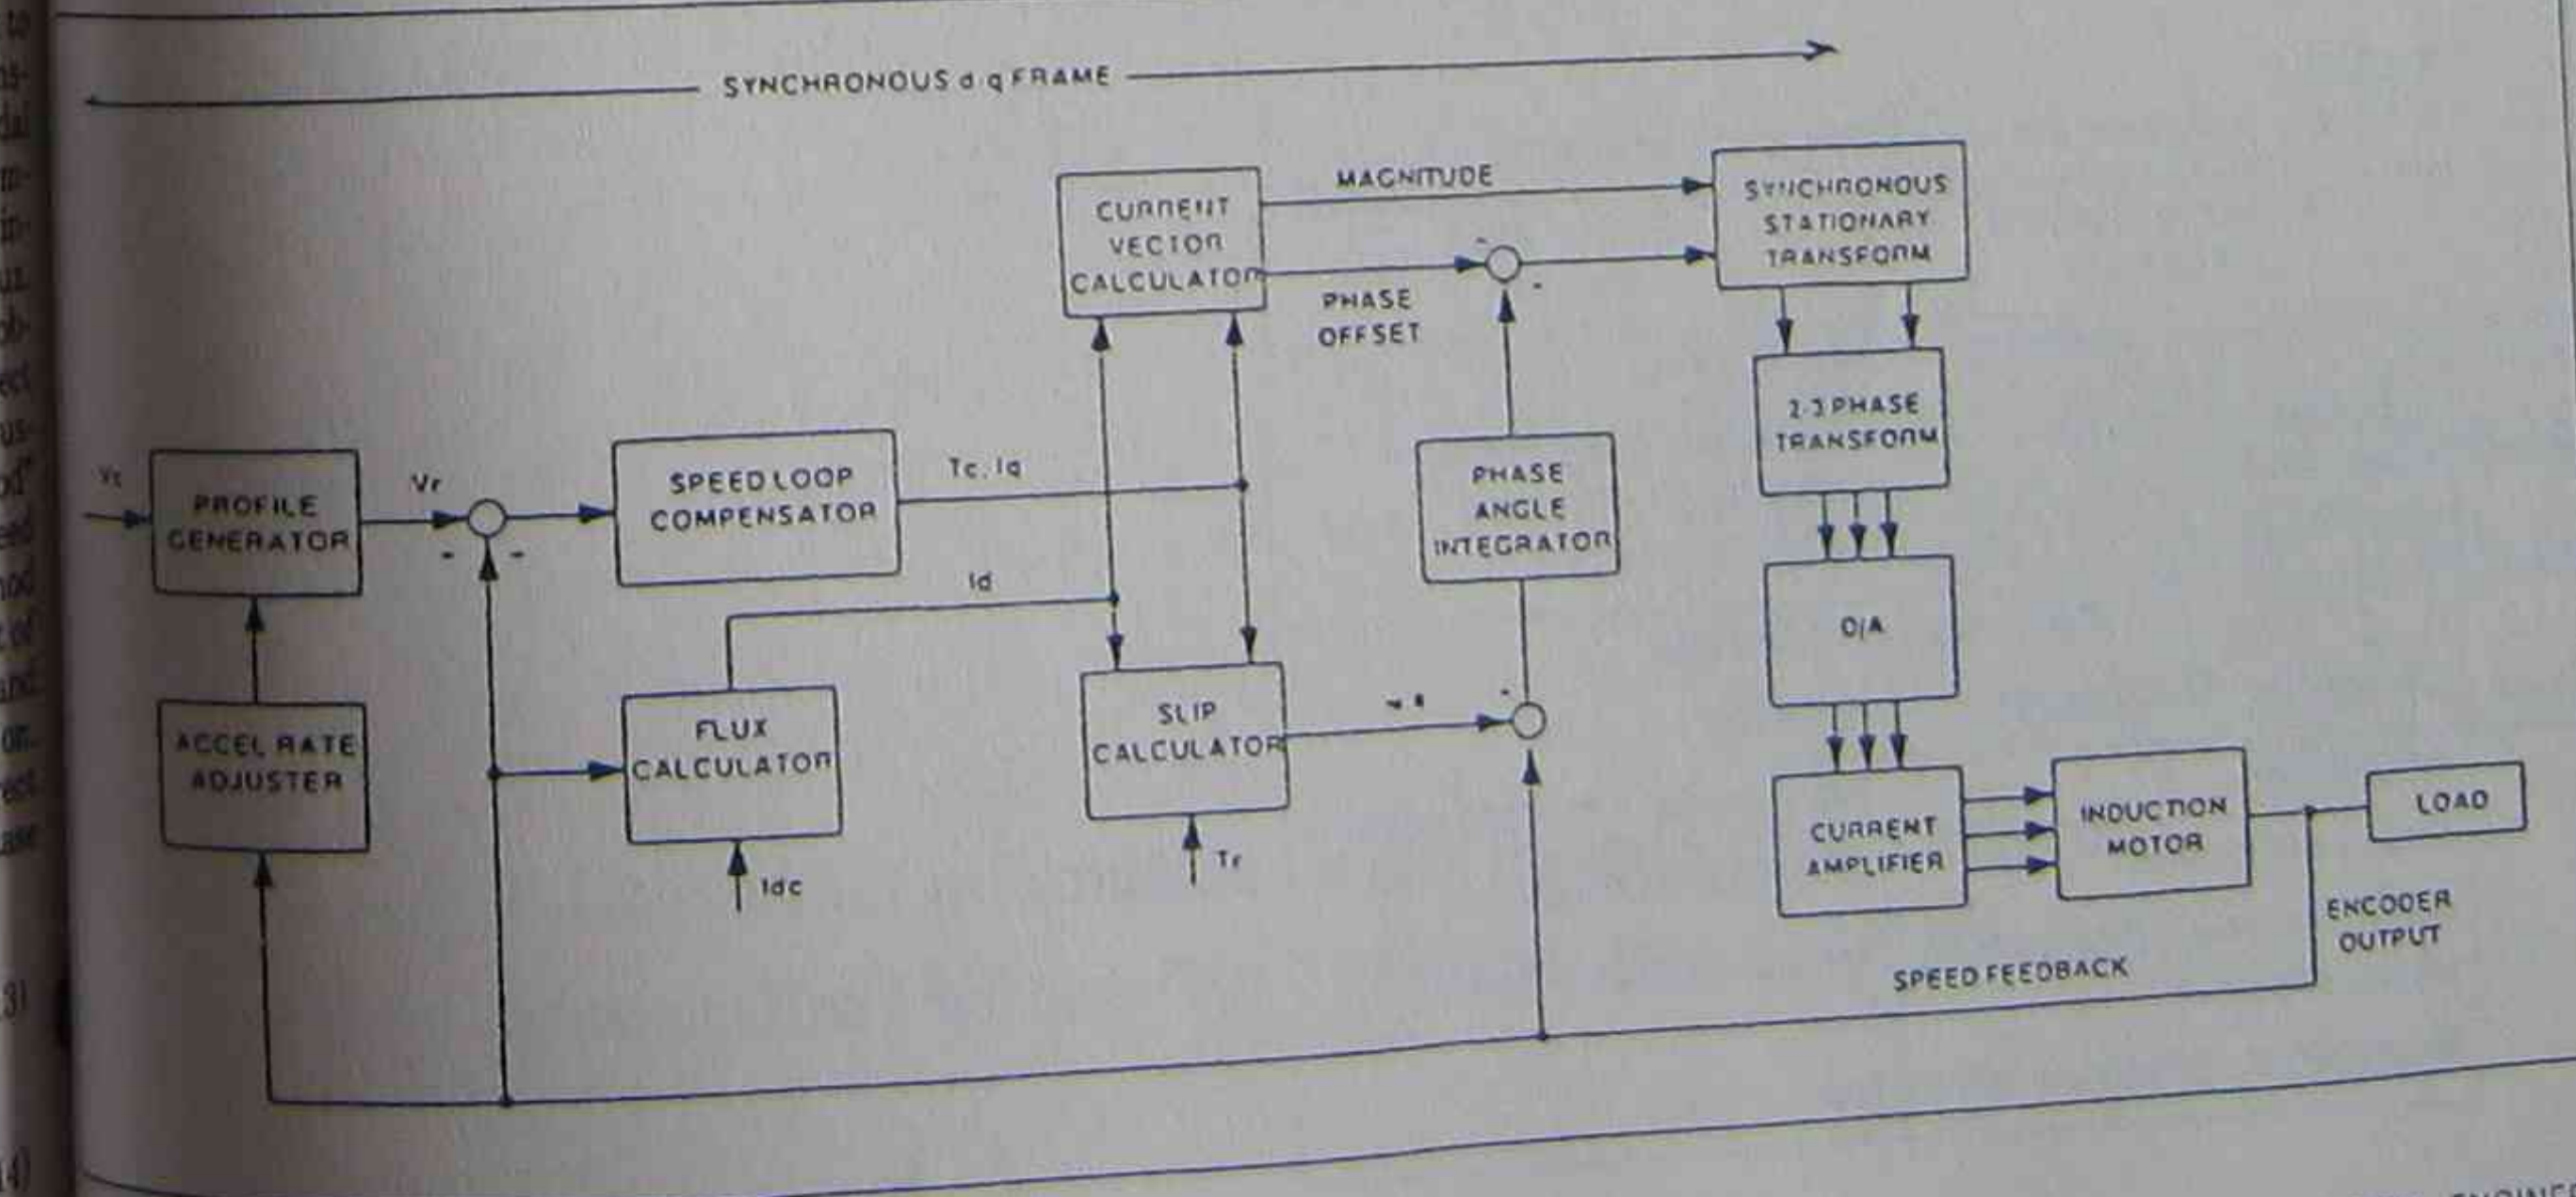 SYNCHRONOUS d q FRAME
MAGNITUDE
CURRENT
VECTOR
CALCULATOR
SYNCHRONOUS
STATIONARY
TRANSFORM
PHASE
OFFSET
2-3 PHASE
TRANSFORM
Vr
Tc, Iq
SPEED LOOP
COMPENSATOR
PROFILE
GENERATOR
PHASE
ANGLE
INTEGRATOR
Id
D/A
ACCEL RATE
ADJUSTER
FLUX
CALCULATOR
SLIP
CALCULATOR
Idc
Tr
CURRENT
AMPLIFIER
INDUCTION
MOTOR
LOAD
ENCODER
OUTPUT
SPEED FEEDBACK
3)
14)